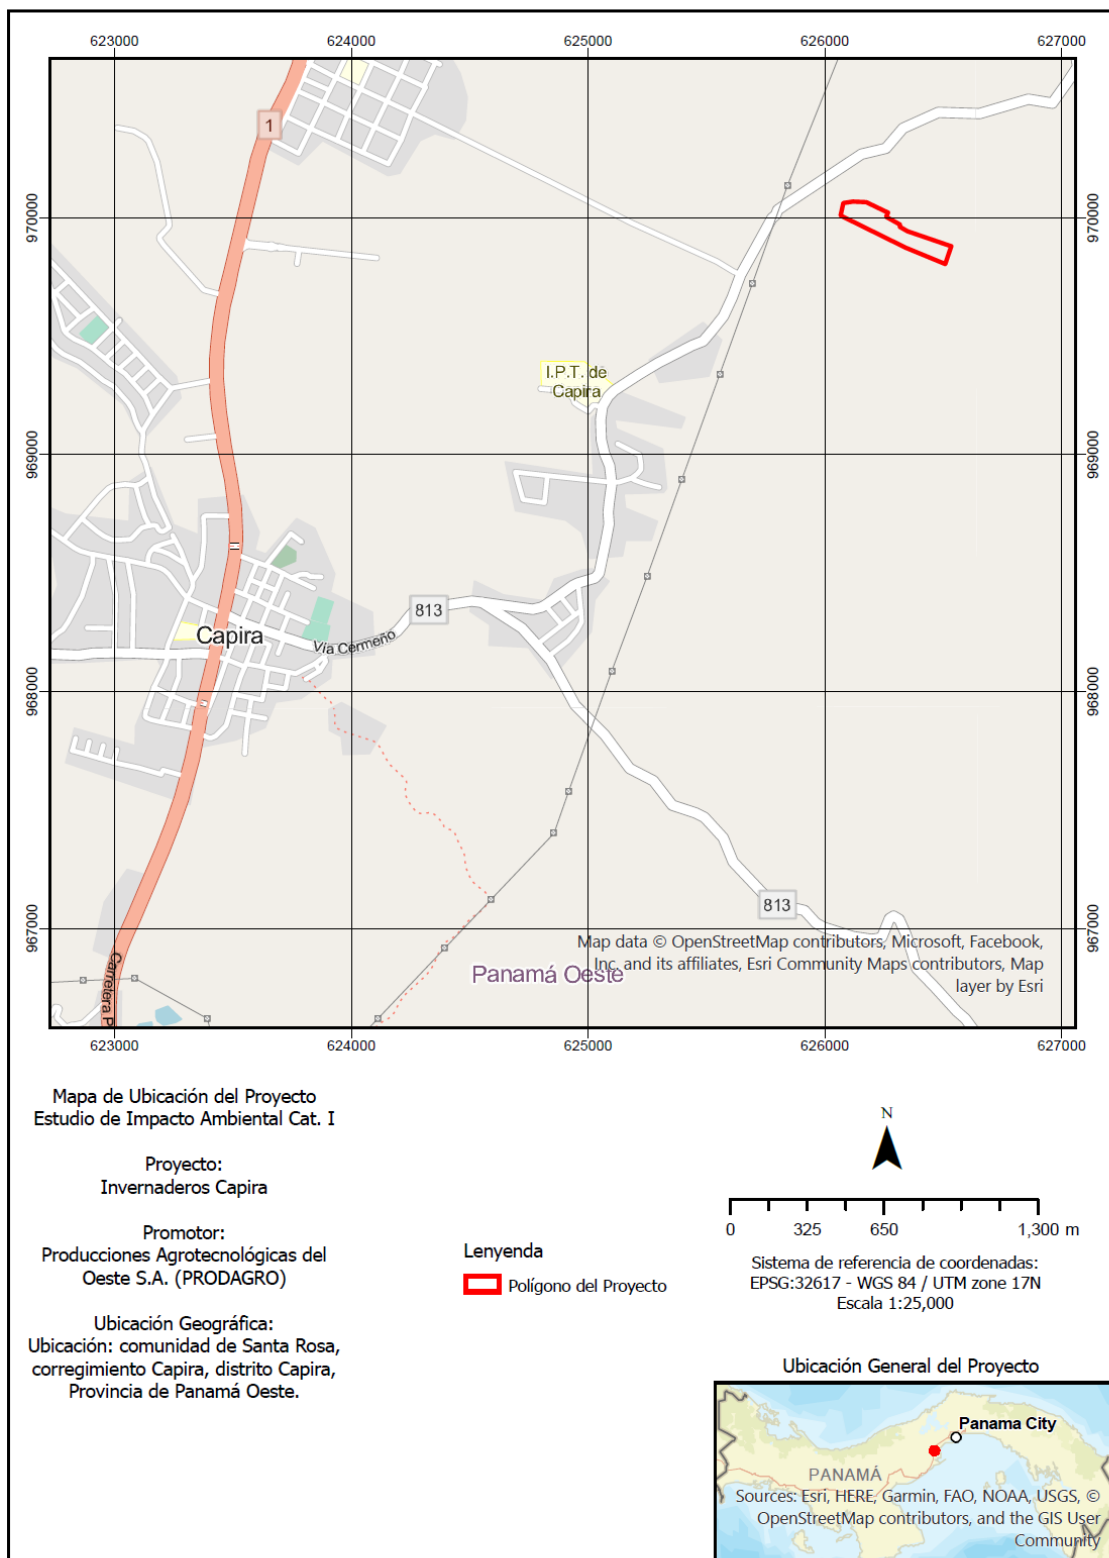 623000
624000
625000
626000
627000
1
970000
970000
I.P.T. de
Capira
969000
969000
813
Capira
Vía Cermeño
968000
968000
813
967000
967000
Map data © OpenStreetMap contributors, Microsoft, Facebook,
Inc. and its affiliates, Esri Community Maps contributors, Map
layer by Esri
Panamá Oeste
Carretera P
623000
624000
625000
626000
627000
Mapa de Ubicación del Proyecto
Estudio de Impacto Ambiental Cat. I
Proyecto:
Invernaderos Capira
Promotor:
Producciones Agrotecnológicas del
Oeste S.A. (PRODAGRO)
Ubicación Geográfica:
Ubicación: comunidad de Santa Rosa,
corregimiento Capira, distrito Capira,
Provincia de Panamá Oeste.
Lenyenda
Polígono del Proyecto
N
0 325 650 1,300 m
Sistema de referencia de coordenadas:
EPSG:32617 - WGS 84 / UTM zone 17N
Escala 1:25,000
Ubicación General del Proyecto
Panama City
PANAMÁ
Sources: Esri, HERE, Garmin, FAO, NOAA, USGS, ©
OpenStreetMap contributors, and the GIS User
Community